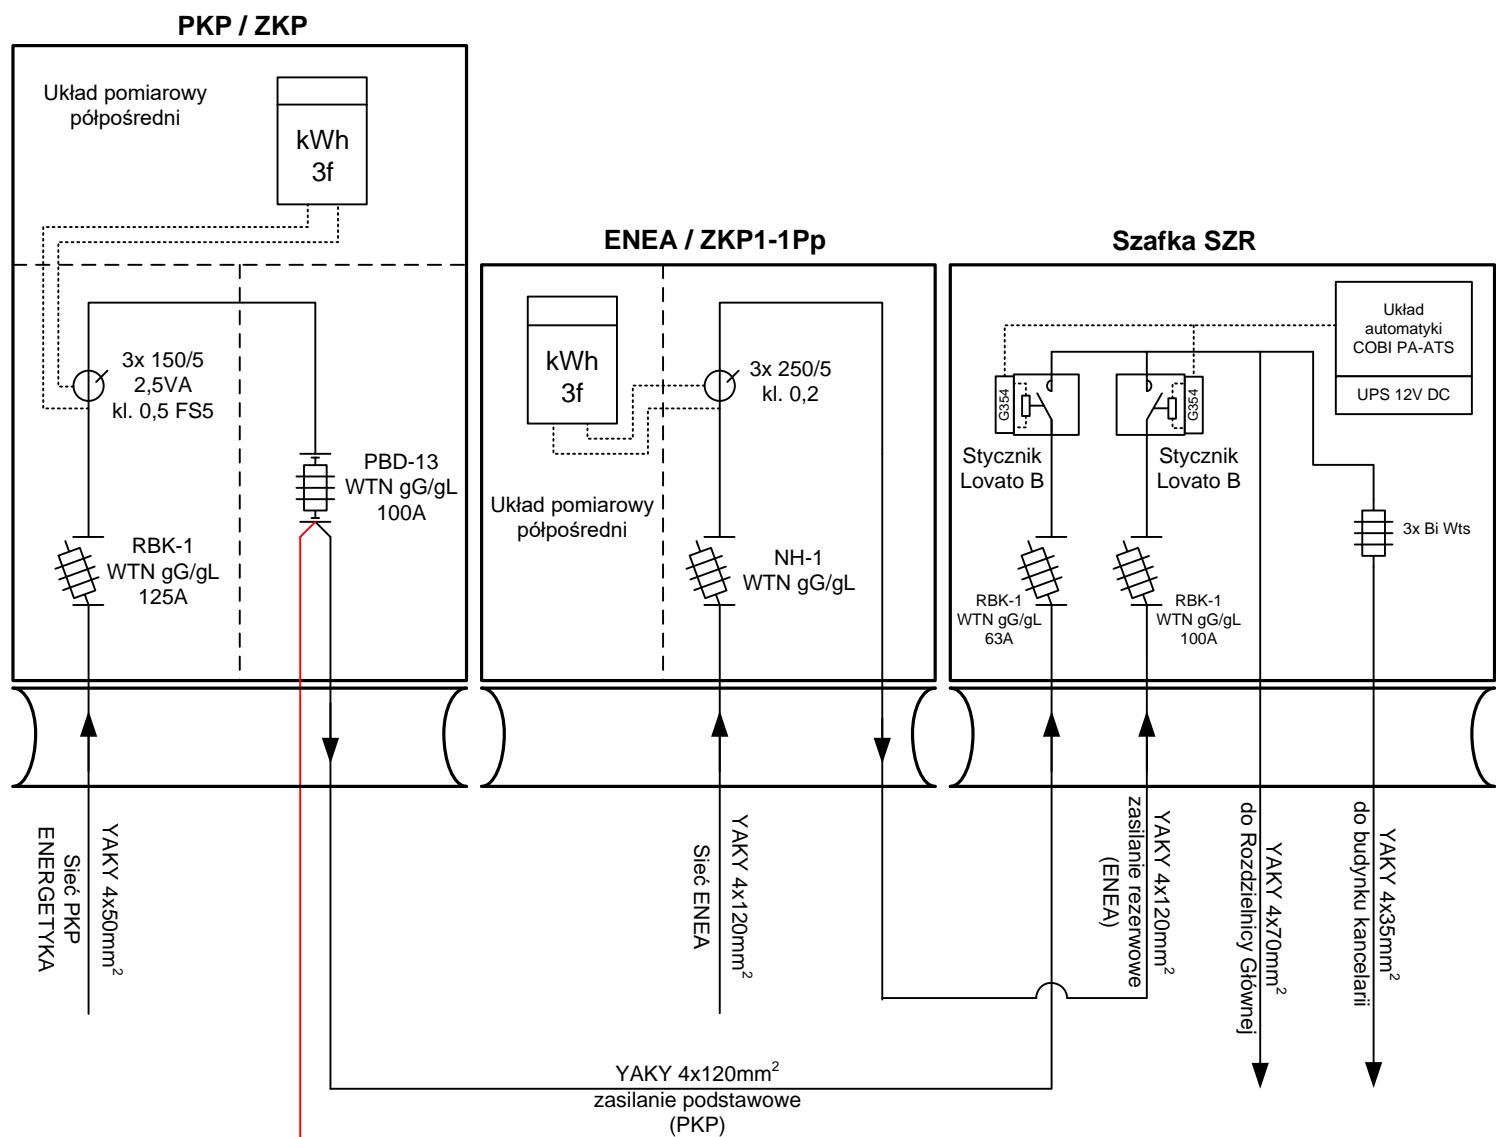 PKP / ZKP
Układ pomiarowy
półpośredni
kWh
3f
3x 150/5
2,5VA
kl. 0,5 FS5
PBD-13
WTN gG/gL
100A
RBK-1
WTN gG/gL
125A
ENEA / ZKP1-1Pp
kWh
3f
3x 250/5
kl. 0,2
Układ pomiarowy
półpośredni
NH-1
WTN gG/gL
Szafka SZR
Układ
automatyki
COBI PA-ATS
UPS 12V DC
G354
G354
Stycznik
Lovato B
Stycznik
Lovato B
3x Bi Wts
RBK-1
WTN gG/gL
63A
RBK-1
WTN gG/gL
100A
YAKY 4x50mm²
Sieć PKP
ENERGETYKA
YAKY 4x120mm²
Sieć ENEA
YAKY 4x120mm²
zasilanie rezerwowe
(ENEA)
YAKY 4x70mm²
do Rozdzielnicy Głównej
YAKY 4x35mm²
do budynku kancelarii
YAKY 4x120mm²
zasilanie podstawowe
(PKP)